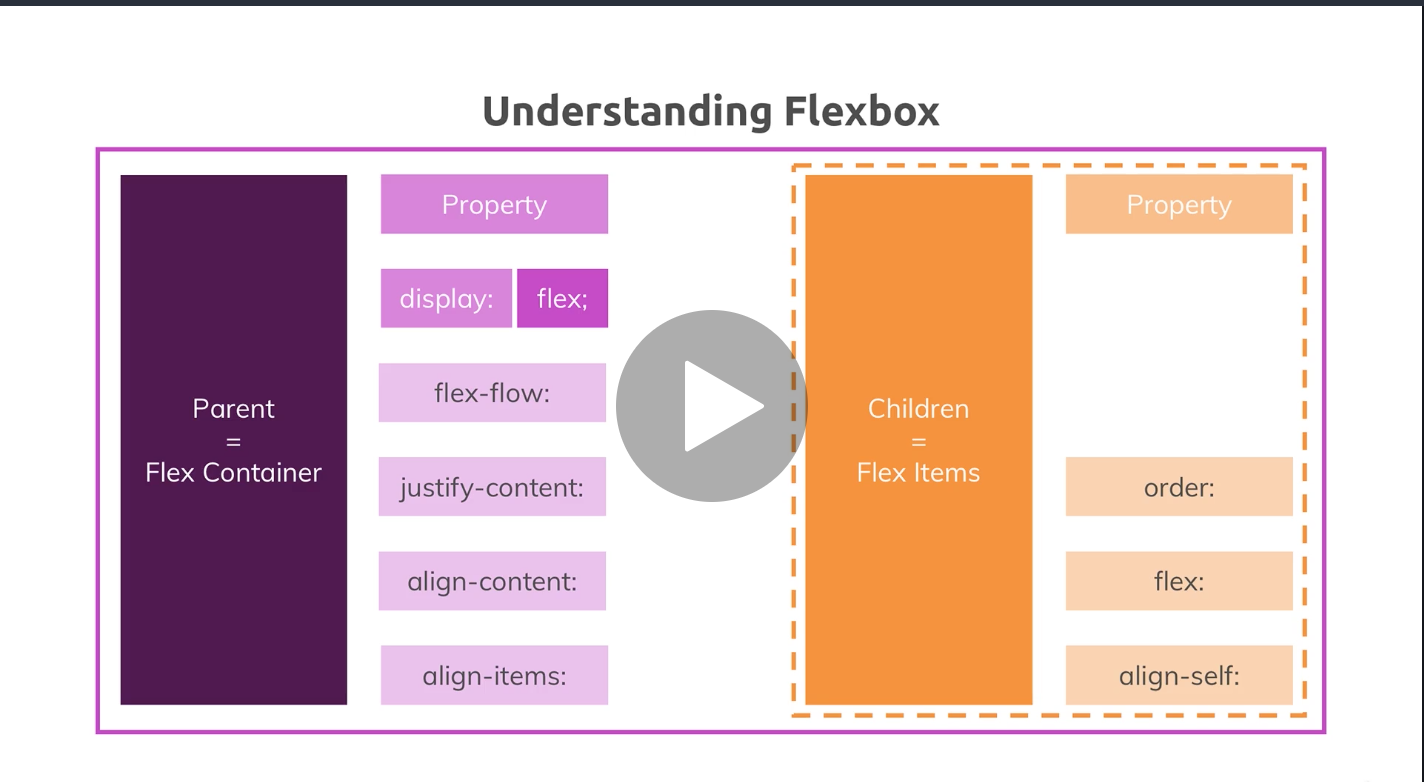 Understanding Flexbox
Parent
=
Flex Container
Property
display: flex;
flex-flow:
justify-content:
align-content:
align-items:
Children
=
Flex Items
Property
order:
flex:
align-self: